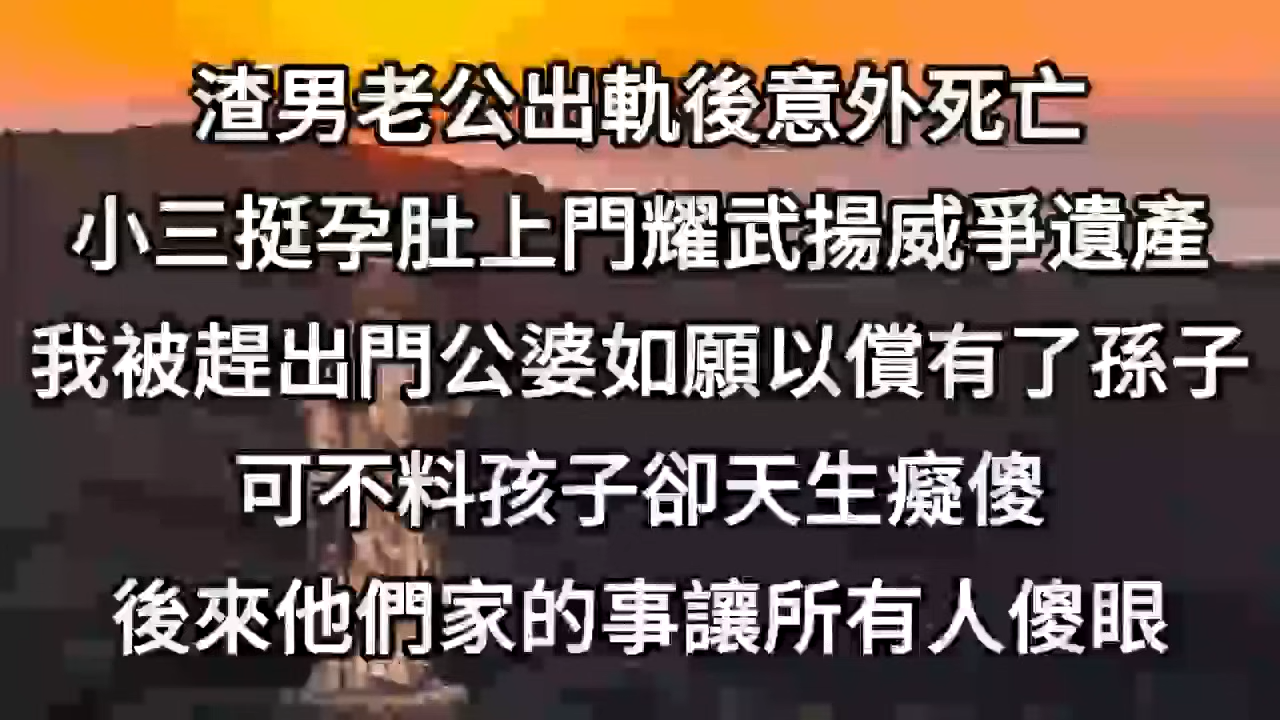 渣男老公出軌後意外死亡
小三挺孕肚上門耀武揚威爭遺產
我被趕出門公婆如願以償有了孫子
可不料孩子卻天生癡傻
後來他們家的事讓所有人傻眼